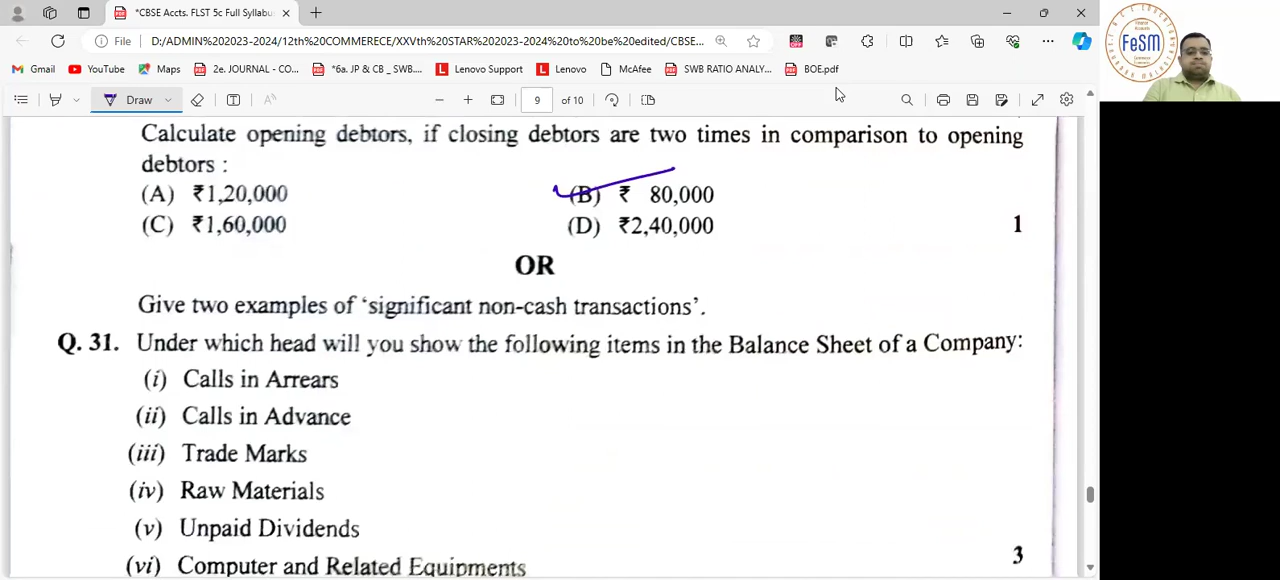 *CBSE Accts. FLST 5c Full Syllabu
File
D:/ADMIN%202023-2024/12th%20COMMERECE/XXVth%20STAR%202023-2024%20to%20be%20edited/CBSE...
Gmail YouTube Maps 2e. JOURNAL - CO... *6a. JP & CB _ SWB.... Lenovo Support Lenovo McAfee SWB RATIO ANALY... BOE.pdf
Draw 9 of 10
FeSM
Calculate opening debtors, if closing debtors are two times in comparison to opening
debtors :
(A) ₹1,20,000 (B) ₹ 80,000
(C) ₹1,60,000 (D) ₹2,40,000 1
OR
Give two examples of ‘significant non-cash transactions’.
Q. 31. Under which head will you show the following items in the Balance Sheet of a Company:
(i) Calls in Arrears
(ii) Calls in Advance
(iii) Trade Marks
(iv) Raw Materials
(v) Unpaid Dividends
(vi) Computer and Related Equipments 3